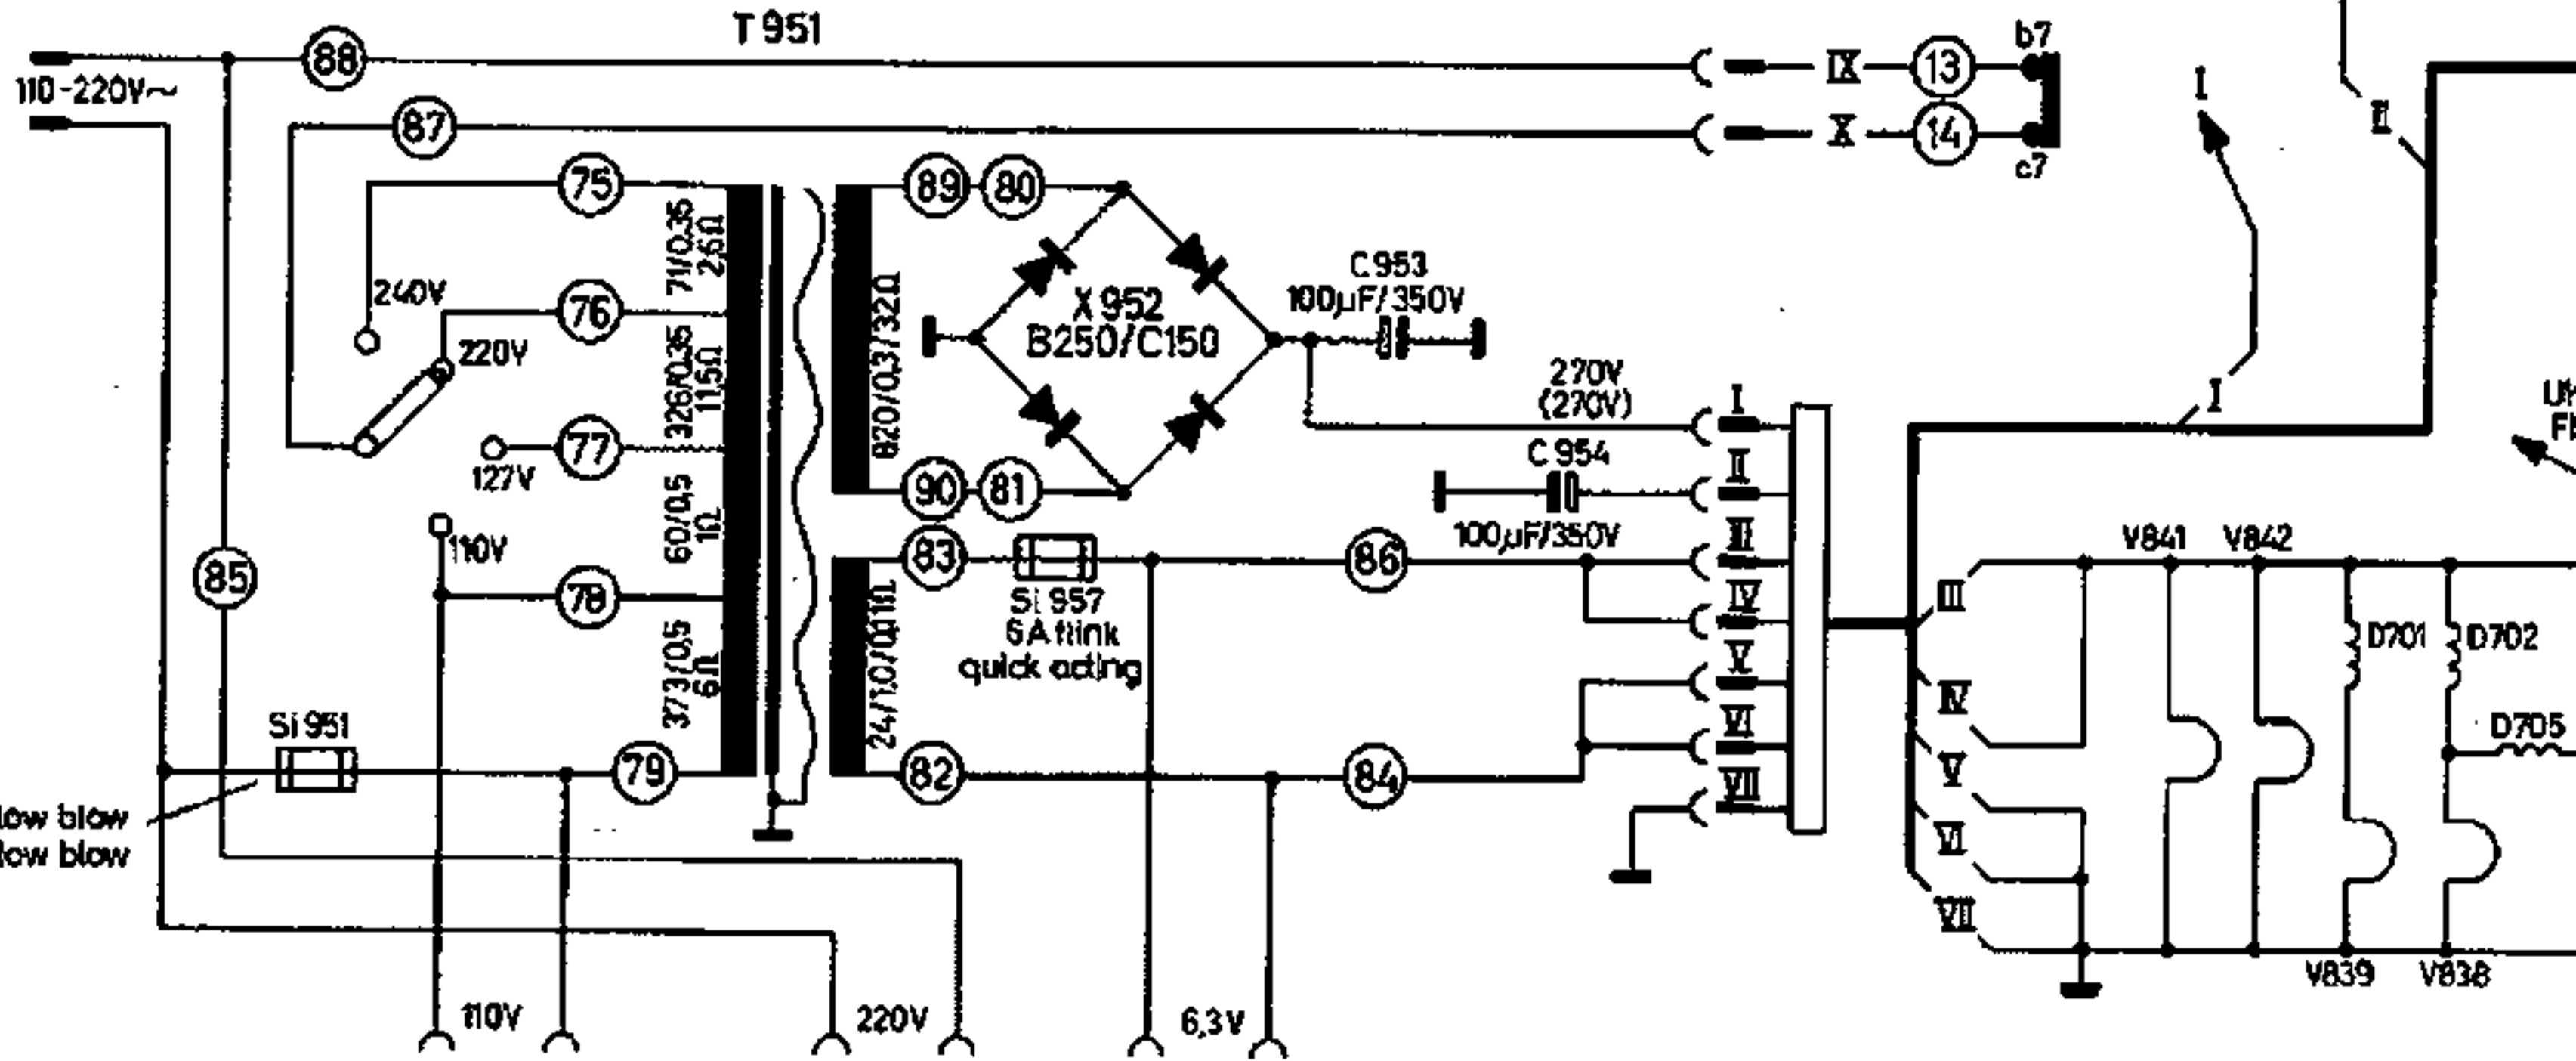 T 951
88
110-220V~
87
IX
13
b7
X
14
c7
I
II
75
71/0.35
2,6Ω
89
80
240V
76
220V
326/0.35
11.5Ω
820/0.3/32Ω
X 952
B250/C150
C 953
100µF/350V
270V
(270V)
I
I
77
127V
60/0,5
1Ω
90
81
C 954
100µF/350V
II
III
110V
78
85
83
Si 957
6A flink
quick acting
86
IV
V
VI
VII
V841
V842
III
IV
V
VI
VII
D701
D702
D705
373/0,5
6Ω
24/1,0/0,11Ω
Si 951
79
82
84
low blow
low blow
V839
V838
110V
220V
6,3V